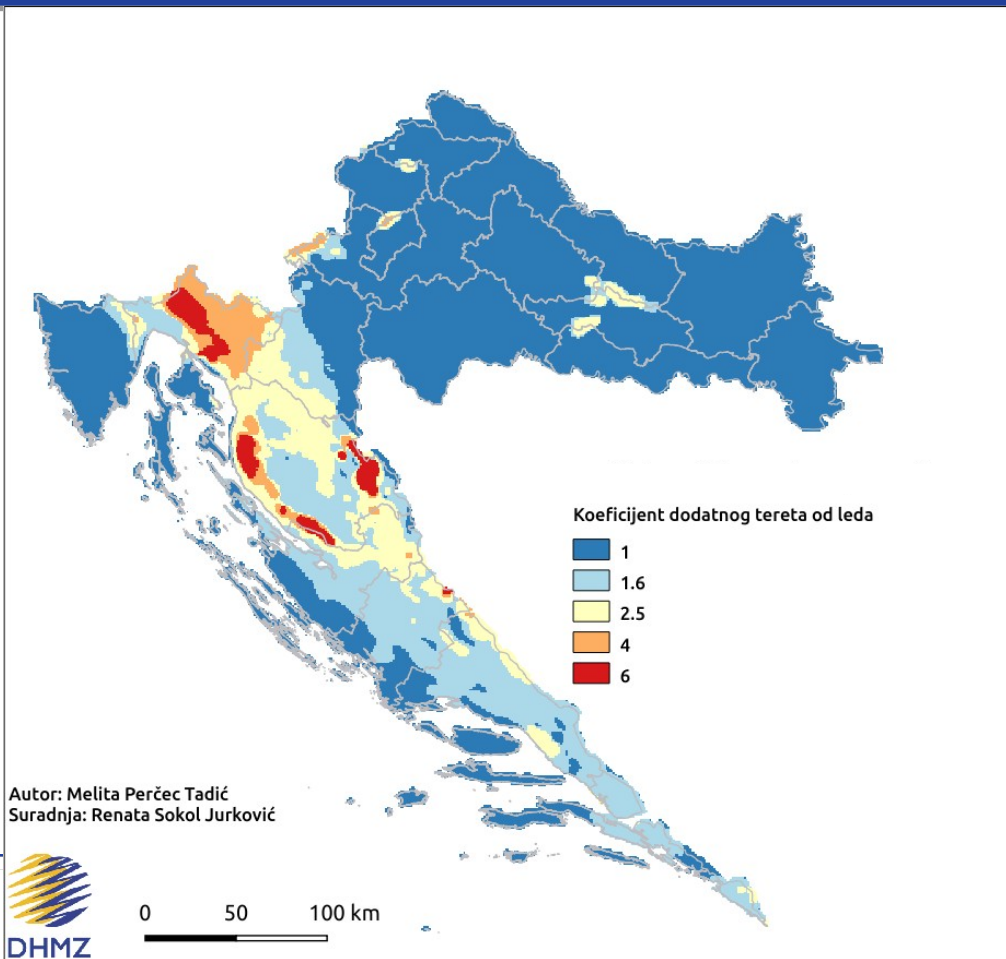 Koeficijent dodatnog tereta od leda
1
1.6
2.5
4
6
Autor: Melita Perčec Tadić
Suradnja: Renata Sokol Jurković
0 50 100 km
DHMZ